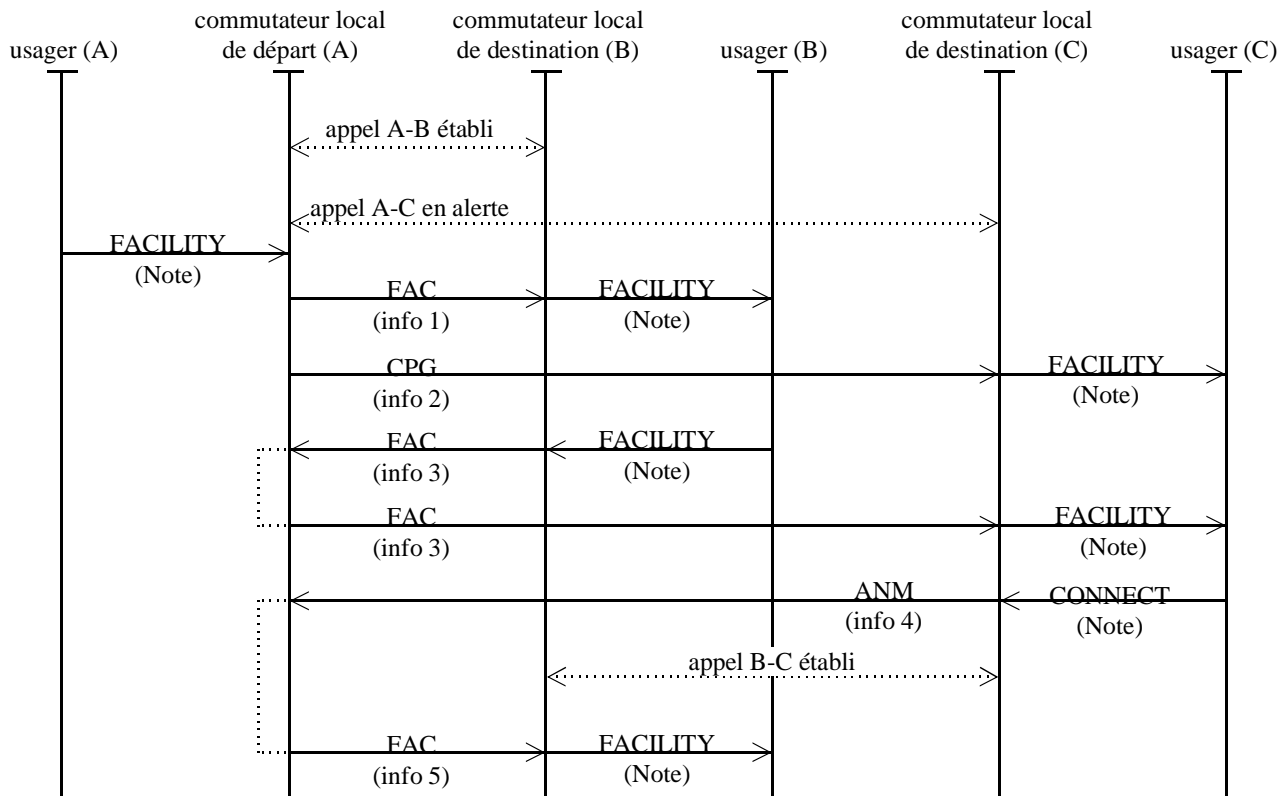 commutateur local
commutateur local
commutateur local
usager (A)
de départ (A)
de destination (B)
usager (B)
de destination (C)
usager (C)
appel A-B établi
appel A-C en alerte
FACILITY
(Note)
FAC
FACILITY
(info 1)
(Note)
CPG
FACILITY
(info 2)
(Note)
FAC
FACILITY
(info 3)
(Note)
FAC
FACILITY
(info 3)
(Note)
ANM
CONNECT
(info 4)
(Note)
appel B-C établi
FAC
FACILITY
(info 5)
(Note)